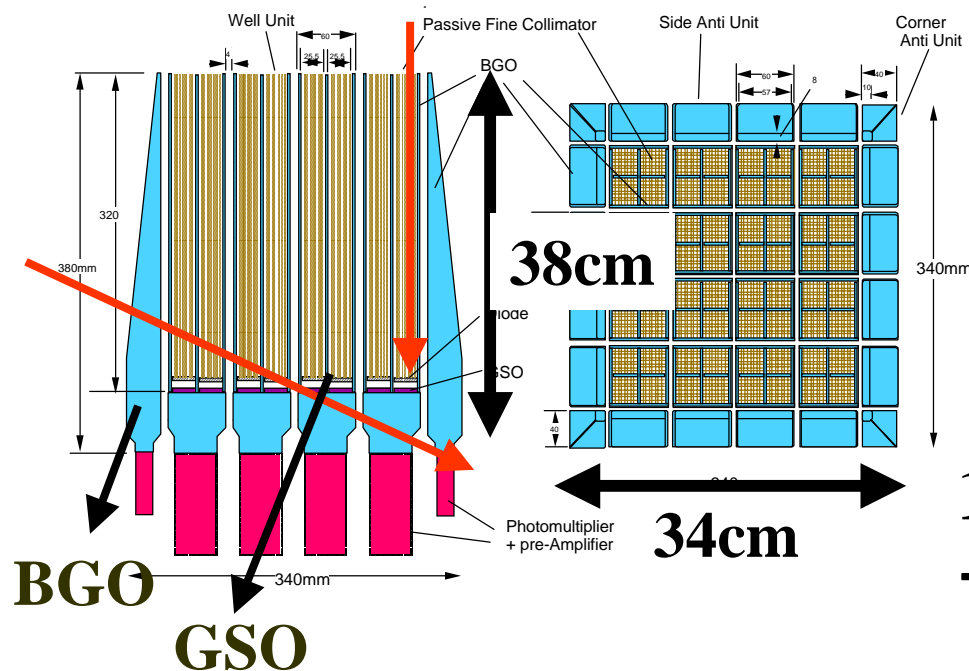 Well Unit
Passive Fine Collimator
Side Anti Unit
Corner
Anti Unit
60
4
25.5
25.5
BGO
60
57
8
40
10
320
380mm
38cm
340mm
GSO
40
Photomultiplier
+ pre-Amplifier
34cm
BGO
340mm
GSO